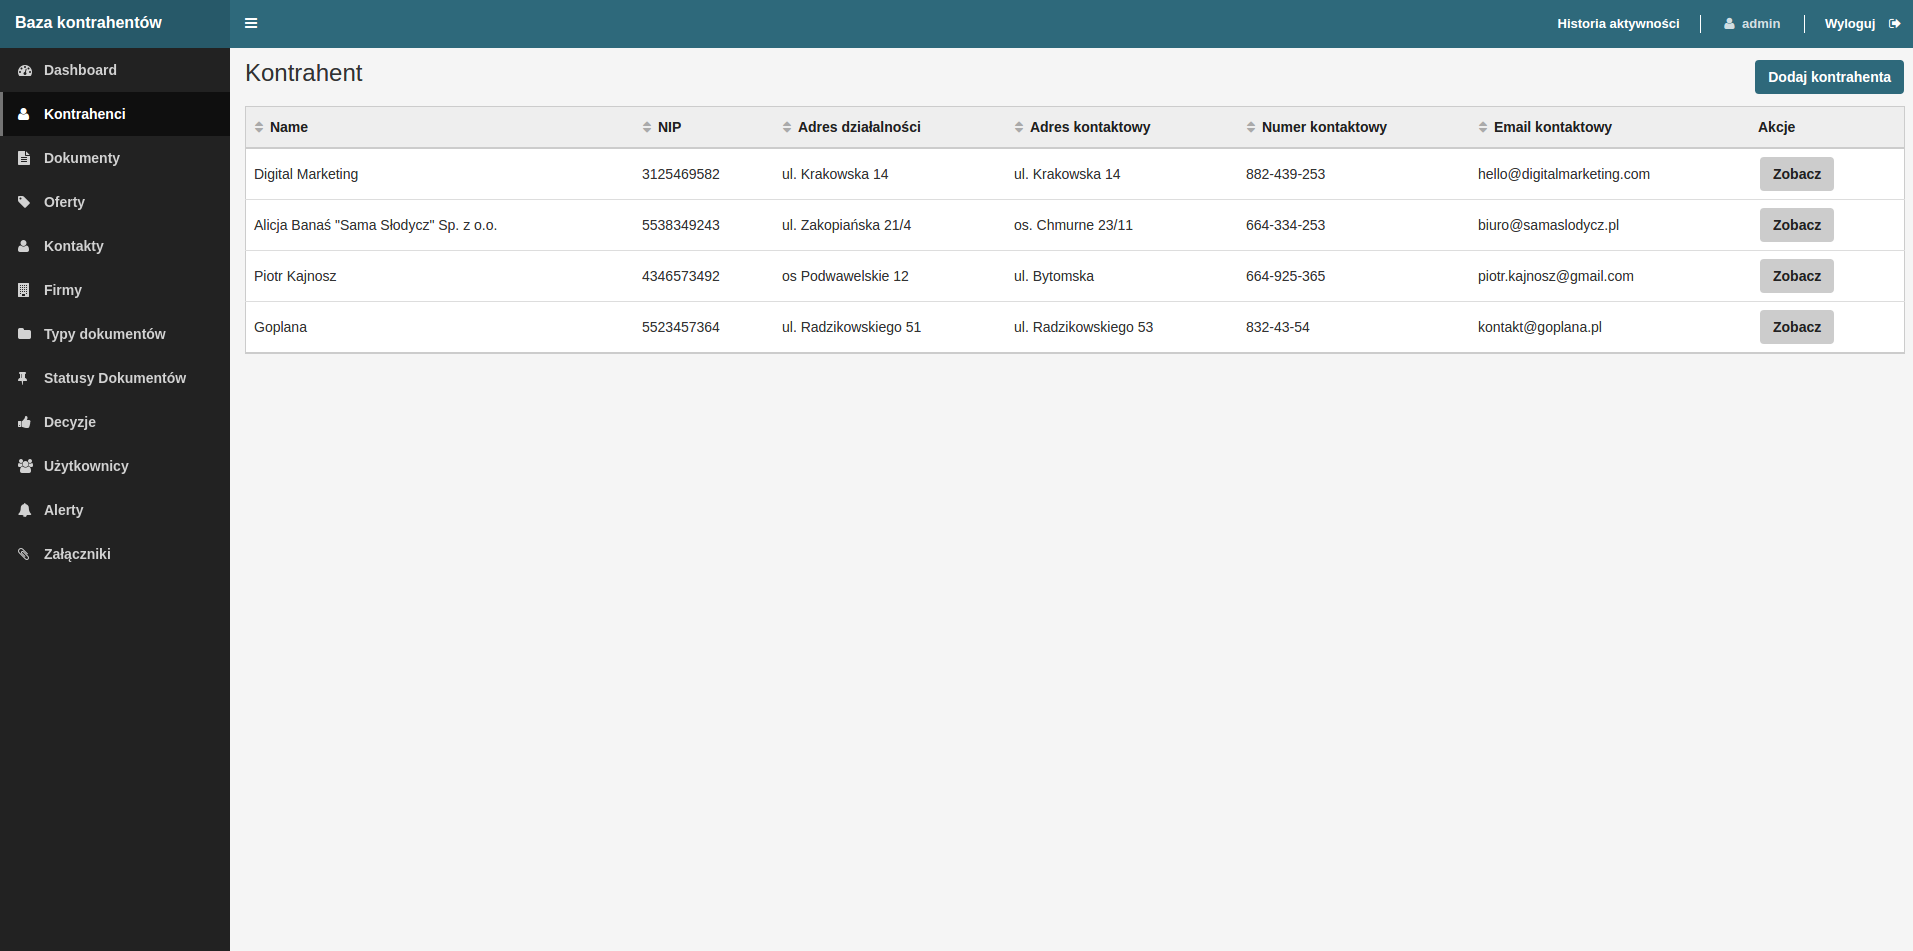 Baza kontrahentów
Historia aktywności admin Wyloguj
Dashboard
Kontrahenci
Dokumenty
Oferty
Kontakty
Firmy
Typy dokumentów
Statusy Dokumentów
Decyzje
Użytkownicy
Alerty
Załączniki
Kontrahent
Dodaj kontrahenta
Name NIP Adres działalności Adres kontaktowy Numer kontaktowy Email kontaktowy Akcje
Digital Marketing 3125469582 ul. Krakowska 14 ul. Krakowska 14 882-439-253 hello@digitalmarketing.com Zobacz
Alicja Banaś "Sama Słodycz" Sp. z o.o. 5538349243 ul. Zakopiańska 21/4 os. Chmurne 23/11 664-334-253 biuro@samaslodycz.pl Zobacz
Piotr Kajnosz 4346573492 os Podwawelskie 12 ul. Bytomska 664-925-365 piotr.kajnosz@gmail.com Zobacz
Goplana 5523457364 ul. Radzikowskiego 51 ul. Radzikowskiego 53 832-43-54 kontakt@goplana.pl Zobacz